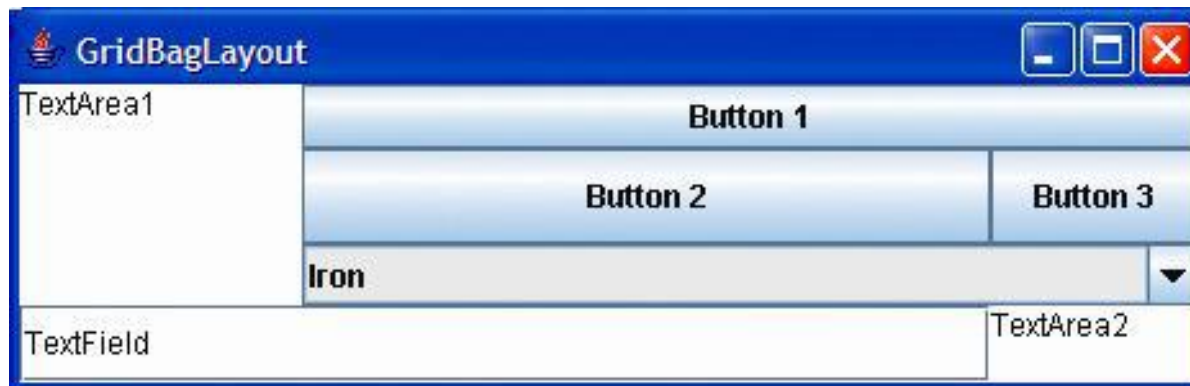 GridBagLayout
TextArea1
Button 1
Button 2
Button 3
Iron
TextField
TextArea2